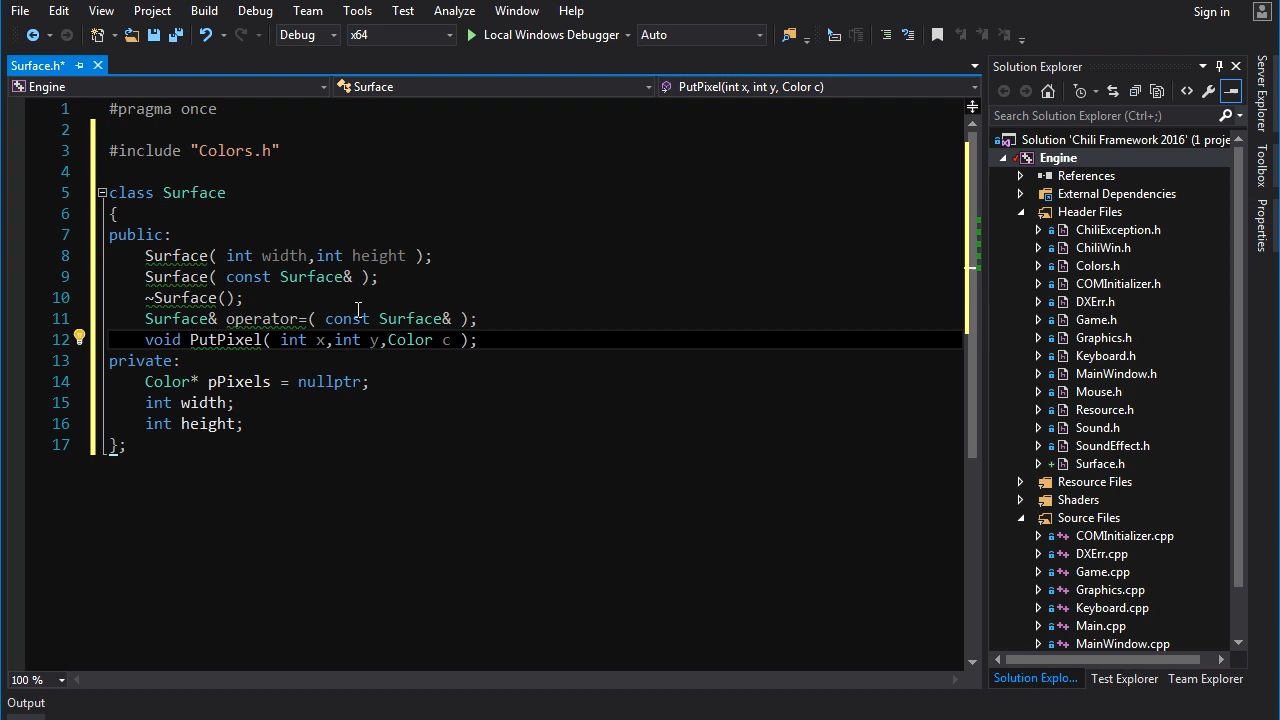 File Edit View Project Build Debug Team Tools Test Analyze Window Help Sign in
Debug x64 Local Windows Debugger Auto
Surface.h*
Engine Surface PutPixel(int x, int y, Color c)
1 #pragma once
2
3 #include "Colors.h"
4
5 class Surface
6 {
7 public:
8 Surface( int width,int height );
9 Surface( const Surface& );
10 ~Surface();
11 Surface& operator=( const Surface& );
12 void PutPixel( int x,int y,Color c );
13 private:
14 Color* pPixels = nullptr;
15 int width;
16 int height;
17 };
100 %
Output
Solution Explorer
Search Solution Explorer (Ctrl+;)
Solution 'Chili Framework 2016' (1 proje
Engine
References
External Dependencies
Header Files
ChiliException.h
ChiliWin.h
Colors.h
COMInitializer.h
DXErr.h
Game.h
Graphics.h
Keyboard.h
MainWindow.h
Mouse.h
Resource.h
Sound.h
SoundEffect.h
Surface.h
Resource Files
Shaders
Source Files
COMInitializer.cpp
DXErr.cpp
Game.cpp
Graphics.cpp
Keyboard.cpp
Main.cpp
MainWindow.cpp
Solution Explo... Test Explorer Team Explorer
Server Explorer
Toolbox
Properties